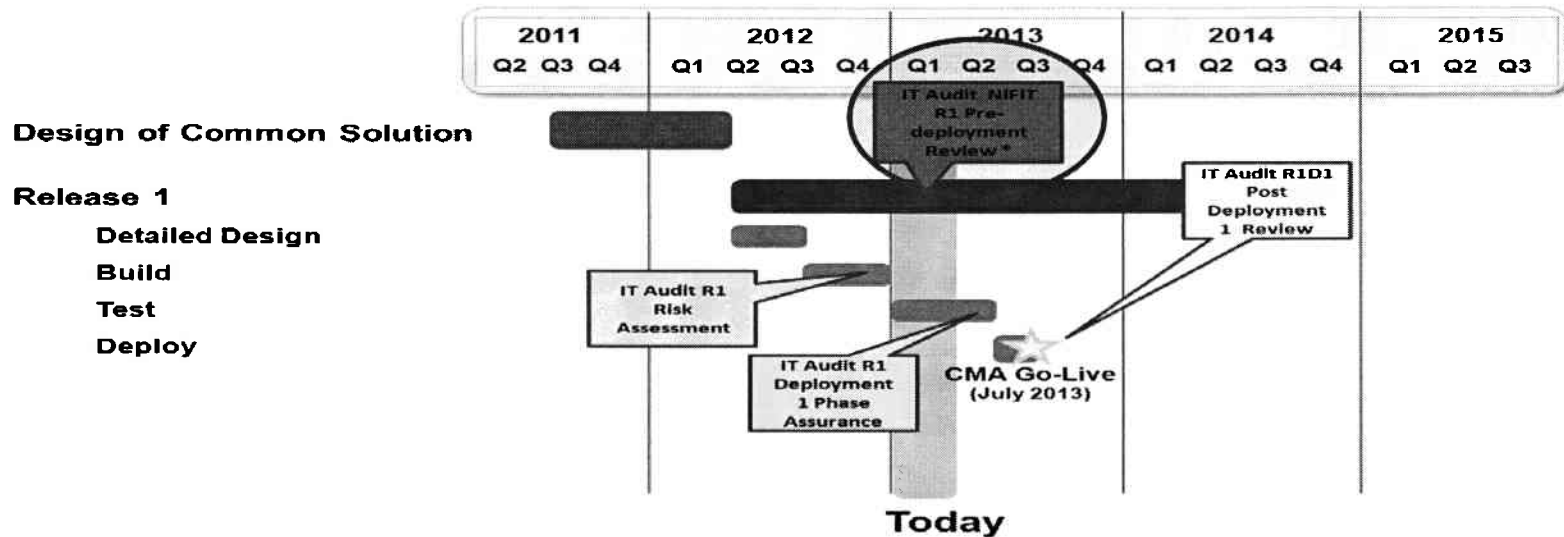 2011 2012 2013 2014 2015
Q2 Q3 Q4 Q1 Q2 Q3 Q4 Q1 Q2 Q3 Q4 Q1 Q2 Q3 Q4 Q1 Q2 Q3
IT Audit NIFIT
R1 Pre-
deployment
Review *
Design of Common Solution
Release 1
IT Audit R1D1
Post
Deployment
1 Review
Detailed Design
Build
Test
Deploy
IT Audit R1
Risk
Assessment
IT Audit R1
Deployment
1 Phase
Assurance
CMA Go-Live
(July 2013)
Today